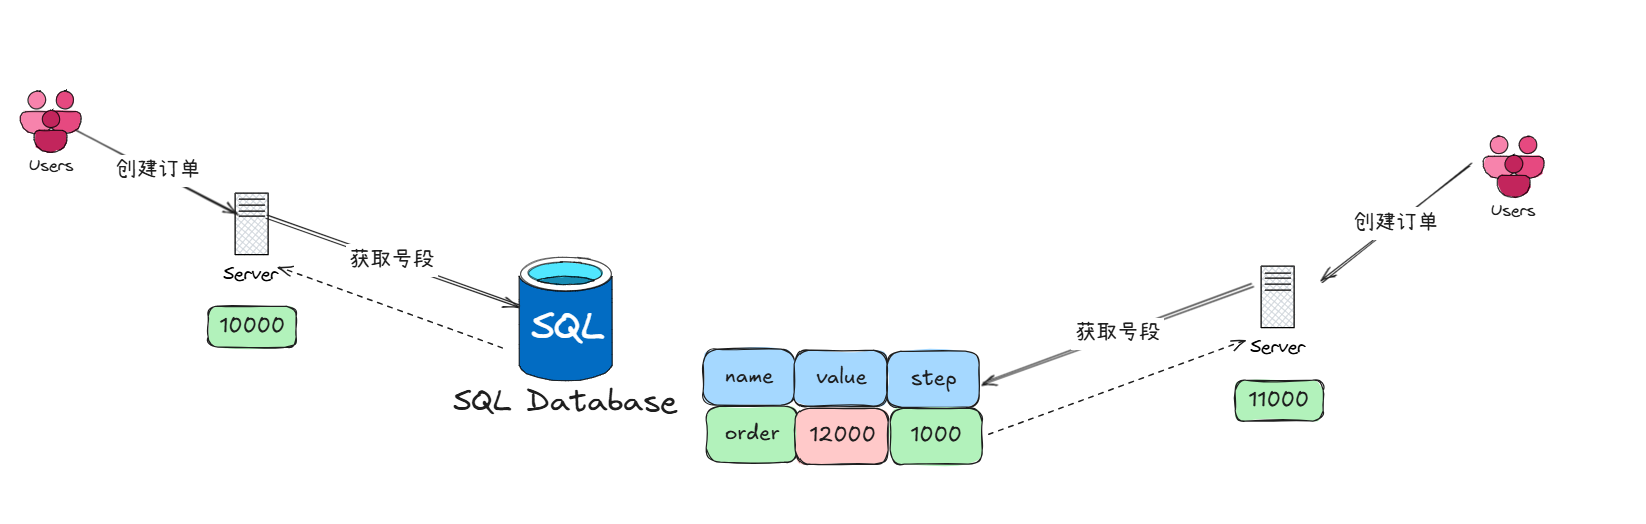 Users
创建订单
Server
获取号段
10000
SQL
SQL Database
name value step
order 12000 1000
Users
创建订单
获取号段
Server
11000